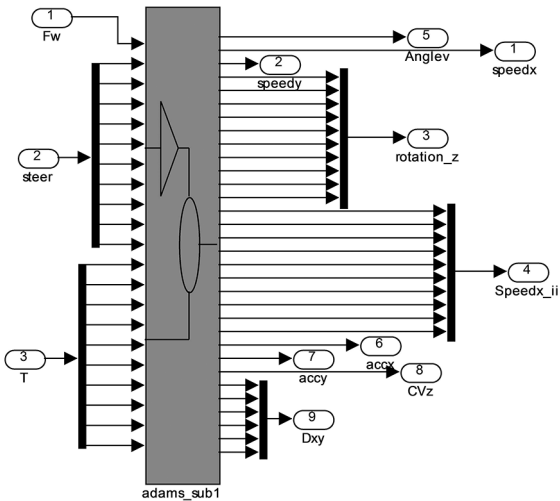 1
Fw
2
steer
3
T
adams_sub1
5
Anglev
1
speedx
2
speedy
3
rotation_z
4
Speedx_ii
6
accx
7
accy
8
CVz
9
Dxy